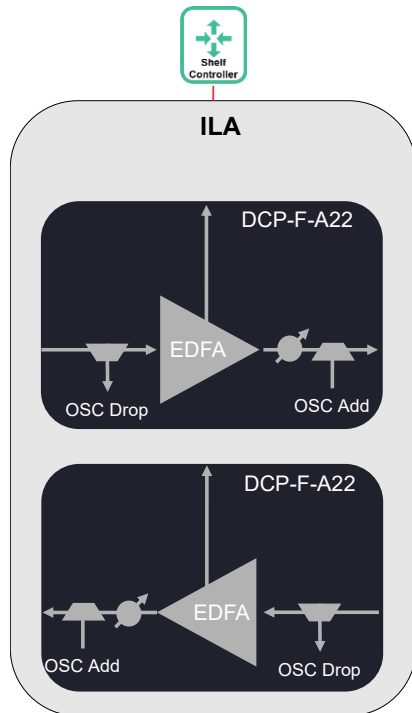 Shelf
Controller
ILA
DCP-F-A22
EDFA
OSC Drop
OSC Add
DCP-F-A22
EDFA
OSC Add
OSC Drop